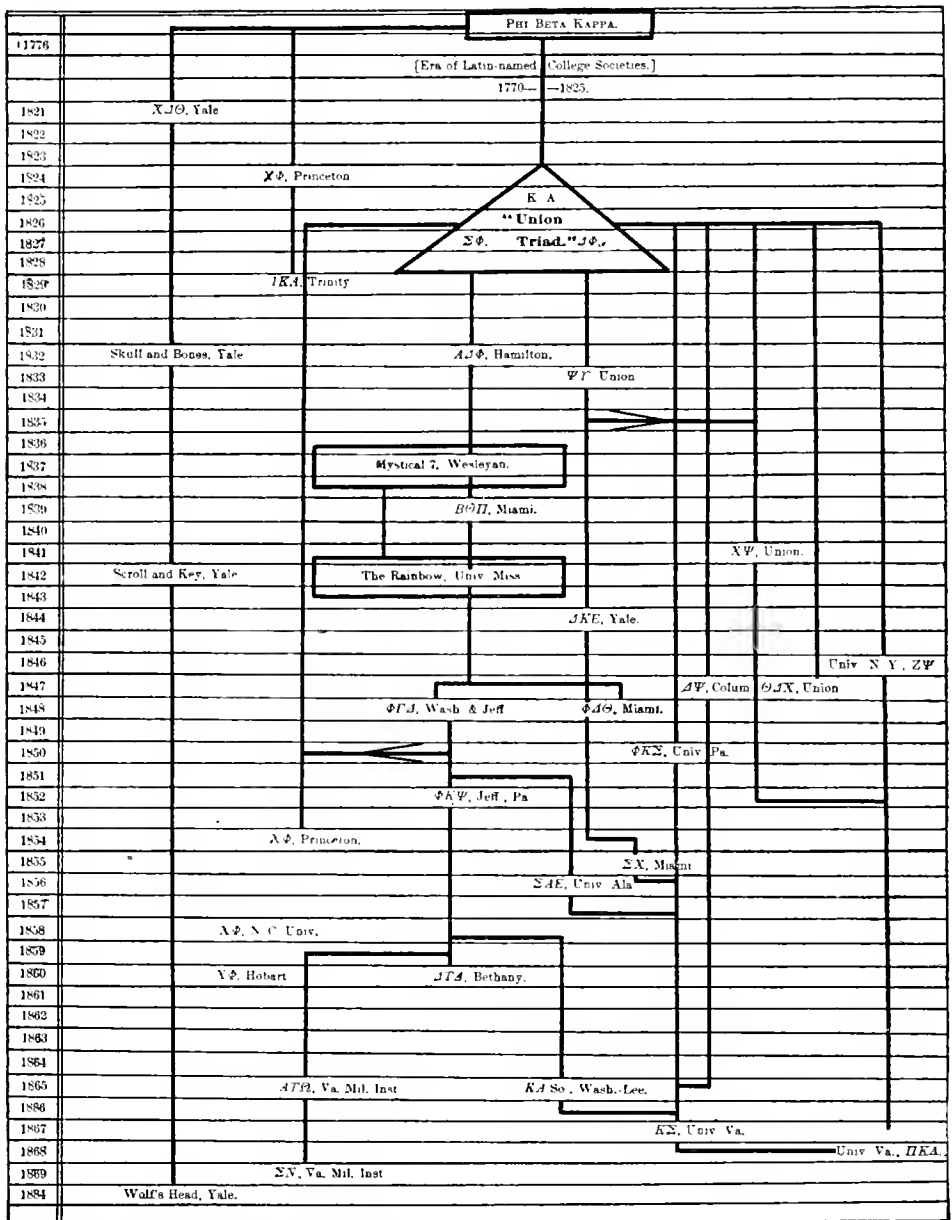 PHI BETA KAPPA.
1776
[Era of Latin-named College Societies.]
1770— —1825.
1821 ΧΔΘ, Yale
1822
1823
1824 ΧΦ, Princeton
1825 K A
1826 "Union
1827 ΣΦ. Triad." ΔΦ.
1828
1829 IKA, Trinity
1830
1831
1832 Skull and Bones, Yale ΑΔΦ, Hamilton.
1833 ΨΥ Union
1834
1835
1836
1837 Mystical 7, Wesleyan.
1838
1839 ΒΘΠ, Miami.
1840
1841 ΧΨ, Union.
1842 Scroll and Key, Yale The Rainbow, Univ. Miss
1843
1844 ΔΚΕ, Yale.
1845
1846 Univ N Y, ΖΨ
1847 ΔΨ, Colum ΘΔΧ, Union
1848 ΦΓΔ, Wash & Jeff ΦΔΘ, Miami.
1849
1850 ΦΚΣ, Univ Pa.
1851
1852 ΦΚΨ, Jeff, Pa
1853
1854 ΧΦ, Princeton.
1855 ΣΧ, Miami
1856 ΣΑΕ, Univ Ala
1857
1858 ΧΦ, N C Univ.
1859
1860 ΧΦ, Hobart ΔΤΔ, Bethany.
1861
1862
1863
1864
1865 ΑΤΩ, Va. Mil. Inst KA So., Wash.-Lee.
1886
1867 ΚΣ, Univ Va.
1868 Univ Va., ΠΚΑ.
1869 ΣΝ, Va. Mil. Inst
1884 Wolf's Head, Yale.